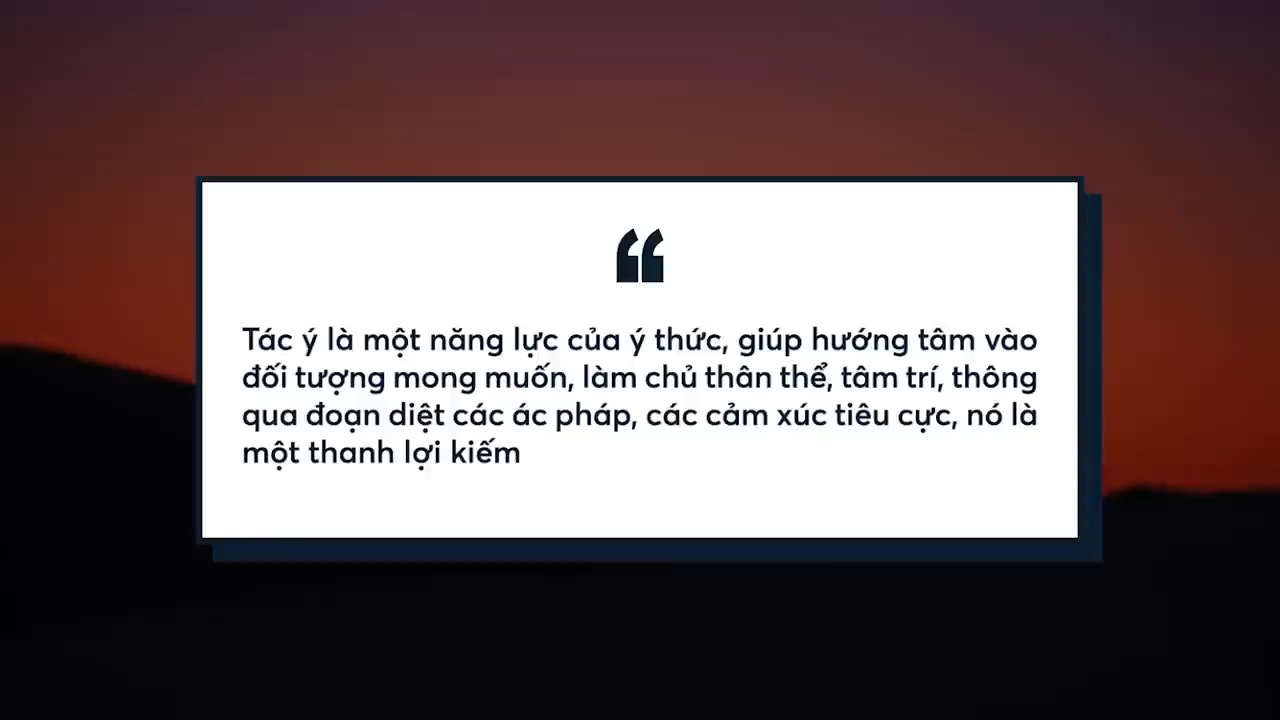 “
Tác ý là một năng lực của ý thức, giúp hướng tâm vào
đối tượng mong muốn, làm chủ thân thể, tâm trí, thông
qua đoạn diệt các ác pháp, các cảm xúc tiêu cực, nó là
một thanh lợi kiếm